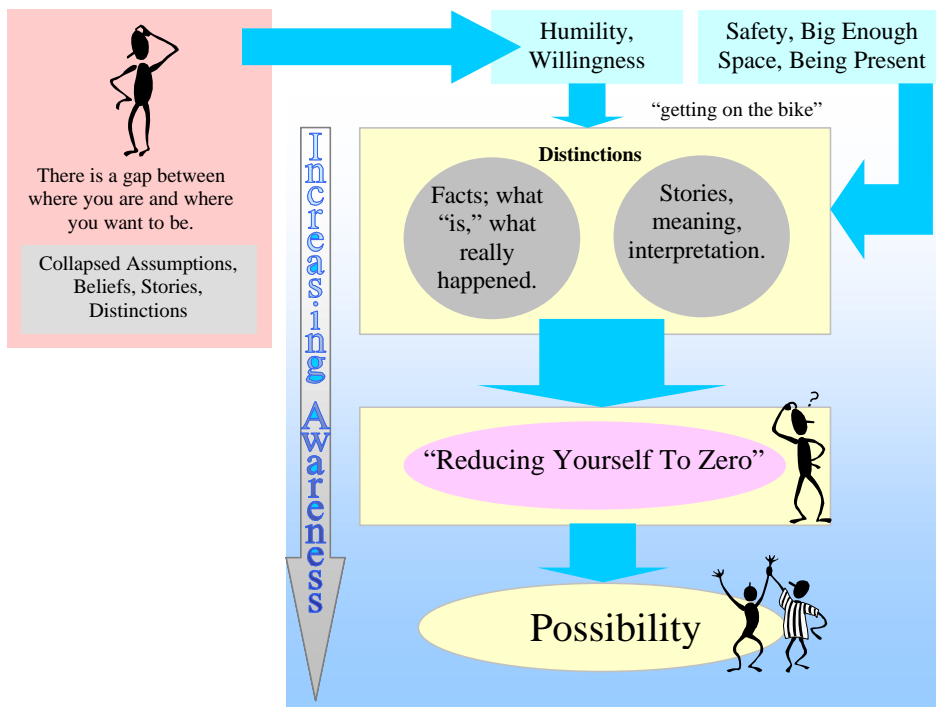 There is a gap between
where you are and where
you want to be.
Collapsed Assumptions,
Beliefs, Stories,
Distinctions
Humility,
Willingness
Safety, Big Enough
Space, Being Present
“getting on the bike”
Increasing Awareness
Distinctions
Facts; what
“is,” what
really
happened.
Stories,
meaning,
interpretation.
?
“Reducing Yourself To Zero”
Possibility